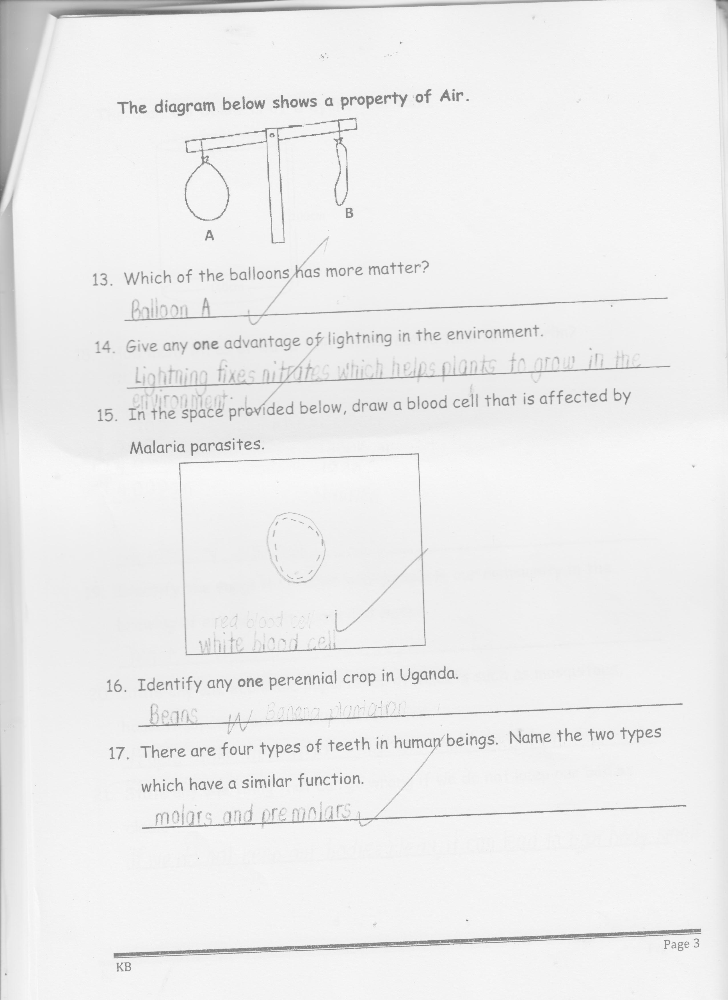 The diagram below shows a property of Air.
A
B
13. Which of the balloons has more matter?
Balloon A
14. Give any one advantage of lightning in the environment.
Lightning fixes nitrates which helps plants to grow in the
environment.
15. In the space provided below, draw a blood cell that is affected by
Malaria parasites.
red blood cell
white blood cell
16. Identify any one perennial crop in Uganda.
Beans W Banana plantation
17. There are four types of teeth in human beings. Name the two types
which have a similar function.
molars and premolars
KB
Page 3